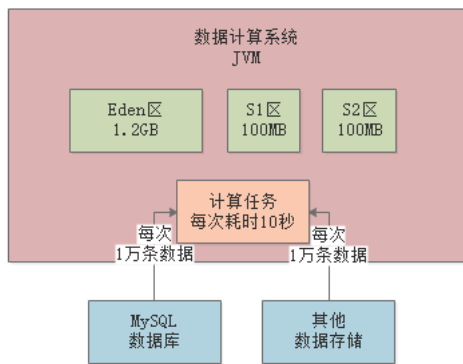 数据计算系统
JVM
Eden区
1.2GB
S1区
100MB
S2区
100MB
计算任务
每次耗时10秒
每次
1万条数据
每次
1万条数据
MySQL
数据库
其他
数据存储